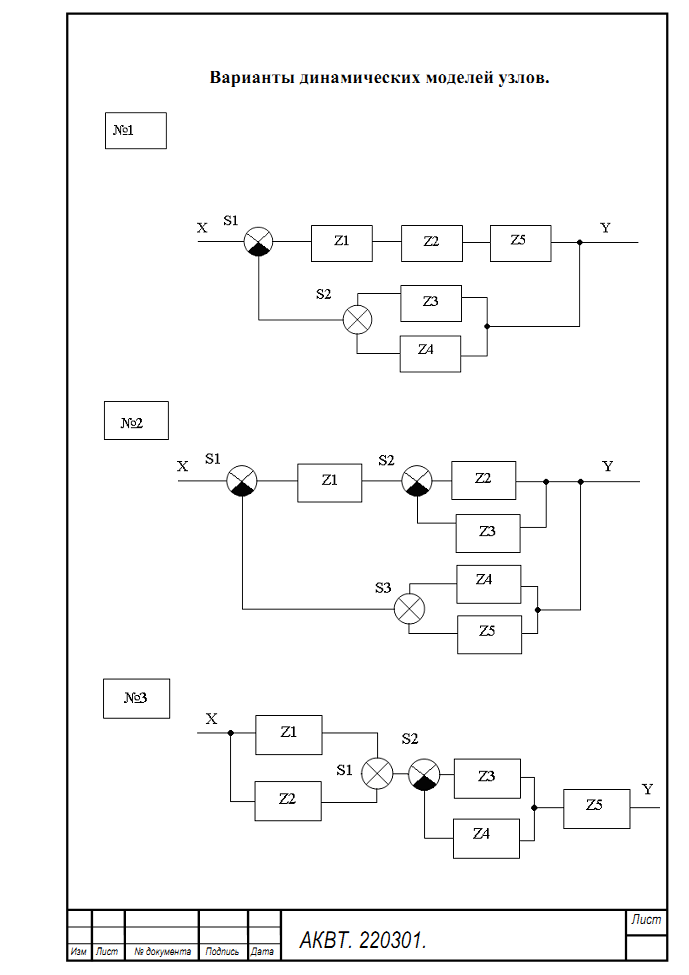 Варианты динамических моделей узлов.
№1
X S1 Z1 Z2 Z5 Y
S2 Z3
Z4
№2
X S1 Z1 S2 Z2 Y
Z3
S3 Z4
Z5
№3
X Z1 S2
S1 Z3 Y
Z2 Z5
Z4
Лист
АКВТ. 220301.
Изм Лист № документа Подпись Дата